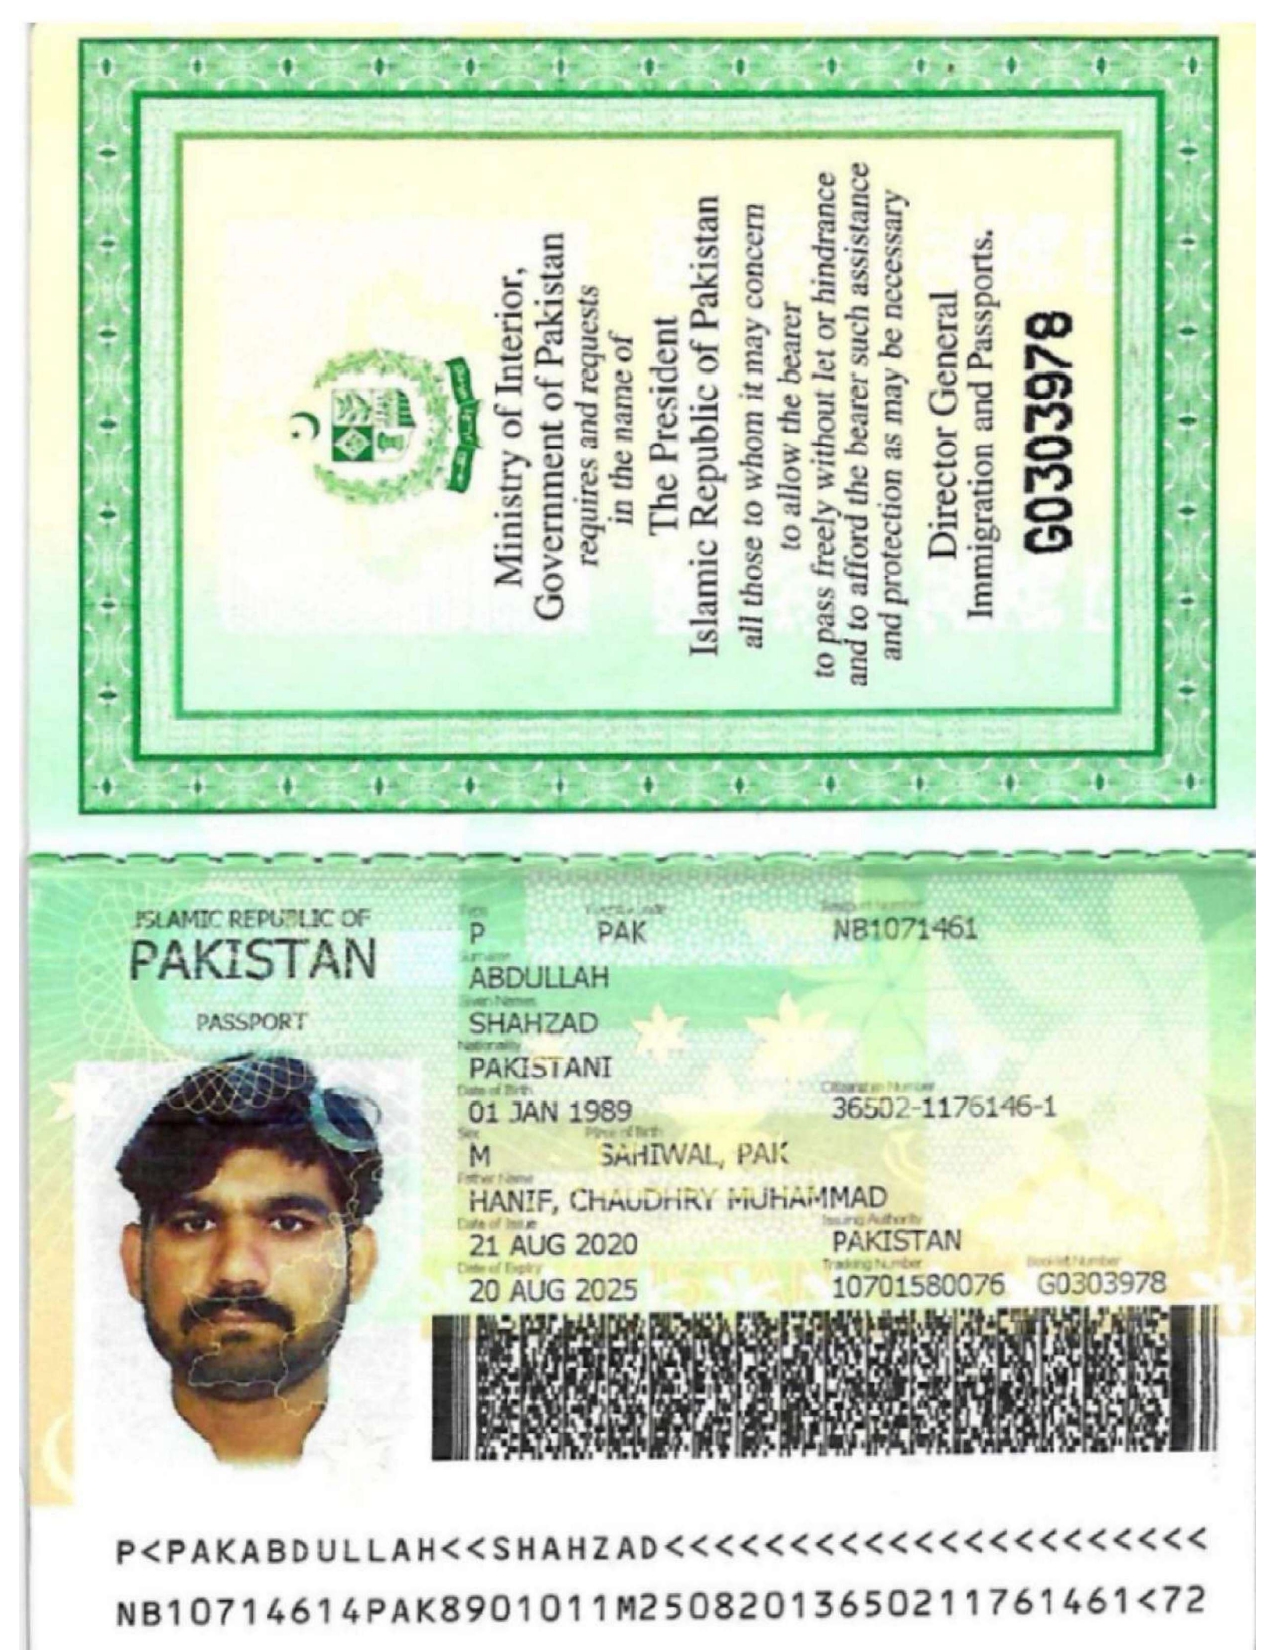 Ministry of Interior,
Government of Pakistan
requires and requests
in the name of
The President
Islamic Republic of Pakistan
all those to whom it may concern
to allow the bearer
to pass freely without let or hindrance
and to afford the bearer such assistance
and protection as may be necessary
Director General
Immigration and Passports.
G0303978
ISLAMIC REPUBLIC OF
PAKISTAN
PASSPORT
P PAK NB1071461
Surname
ABDULLAH
Given Names
SHAHZAD
Nationality
PAKISTANI
Date of Birth Citizenship Number
01 JAN 1989 36502-1176146-1
Sex Place of Birth
M SAHIWAL, PAK
Father Name
HANIF, CHAUDHRY MUHAMMAD
Date of Issue Issuing Authority
21 AUG 2020 PAKISTAN
Date of Expiry Tracking Number Booklet Number
20 AUG 2025 10701580076 G0303978
P<PAKABDULLAH<<SHAHZAD<<<<<<<<<<<<<<<<<<<<<<
NB10714614PAK8901011M2508201365021176​1461<72